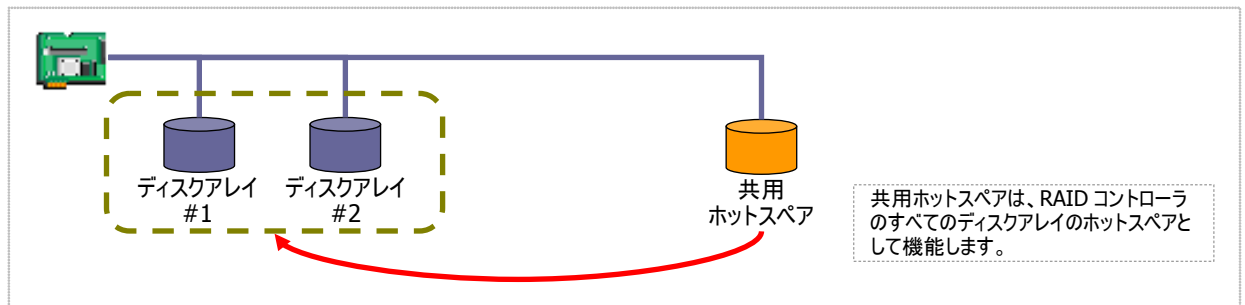 ディスクアレイ
#1
ディスクアレイ
#2
共用
ホットスペア
共用ホットスペアは、RAID コントローラ
のすべてのディスクアレイのホットスペアと
して機能します。